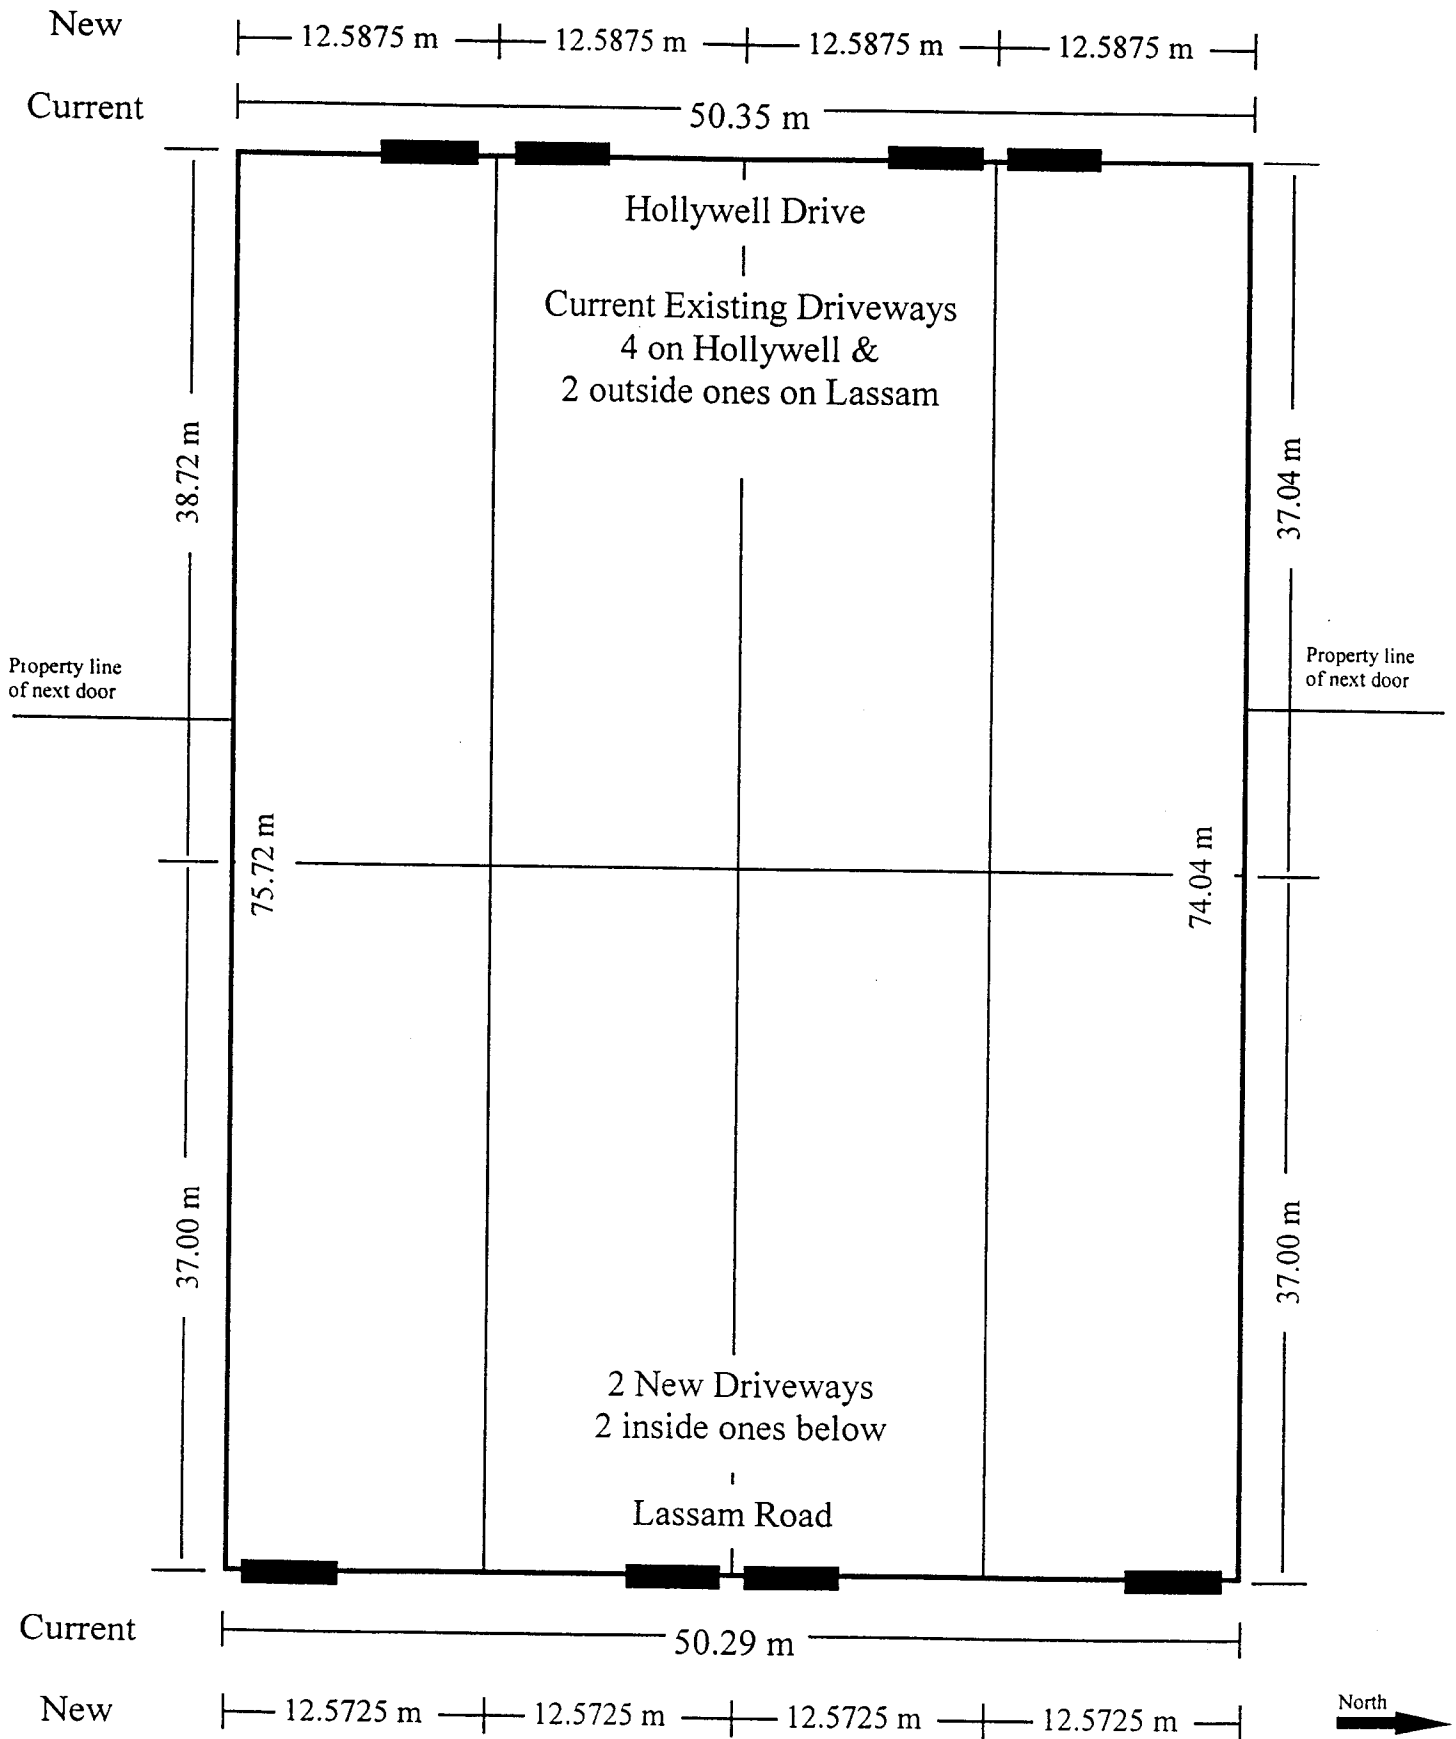 New
12.5875 m 12.5875 m 12.5875 m 12.5875 m
Current
50.35 m
Hollywell Drive
Current Existing Driveways
4 on Hollywell &
2 outside ones on Lassam
38.72 m
37.04 m
Property line
of next door
Property line
of next door
75.72 m
74.04 m
37.00 m
37.00 m
2 New Driveways
2 inside ones below
Lassam Road
Current
50.29 m
New
12.5725 m 12.5725 m 12.5725 m 12.5725 m
North